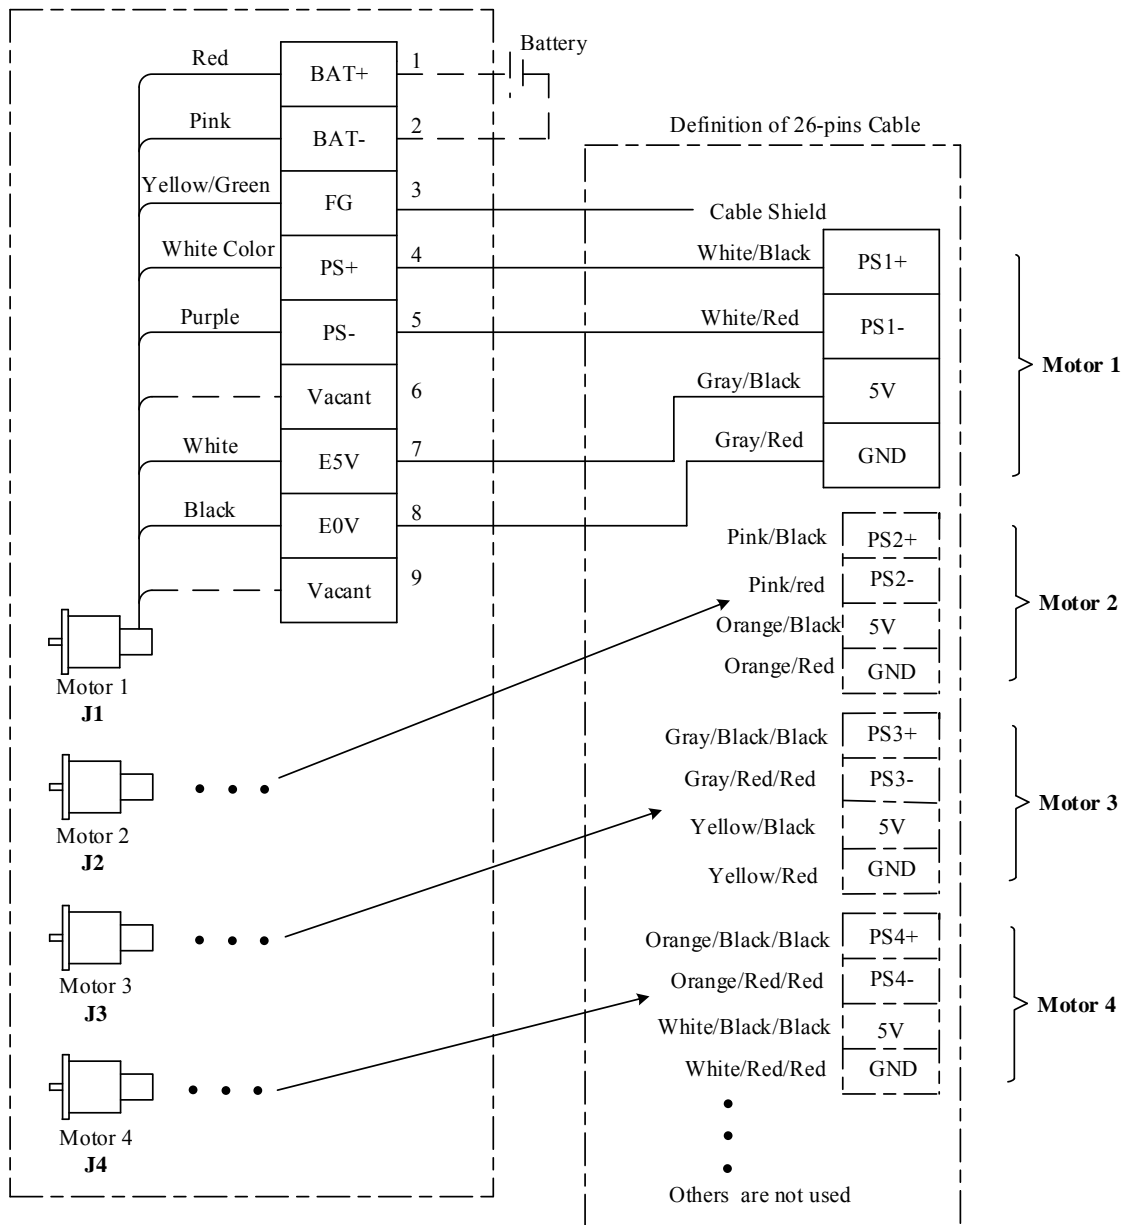 Battery
Red
BAT+
1
Pink
BAT-
2
Definition of 26-pins Cable
Yellow/Green
FG
3
Cable Shield
White Color
PS+
4
White/Black
PS1+
Purple
PS-
5
White/Red
PS1-
Motor 1
Vacant
6
Gray/Black
5V
White
E5V
7
Gray/Red
GND
Black
E0V
8
Vacant
9
Pink/Black
PS2+
Pink/red
PS2-
Orange/Black
5V
Orange/Red
GND
Motor 2
Motor 1
J1
Gray/Black/Black
PS3+
Gray/Red/Red
PS3-
Yellow/Black
5V
Yellow/Red
GND
Motor 3
Motor 2
J2
Orange/Black/Black
PS4+
Orange/Red/Red
PS4-
White/Black/Black
5V
White/Red/Red
GND
Motor 4
Motor 3
J3
Motor 4
J4
Others are not used